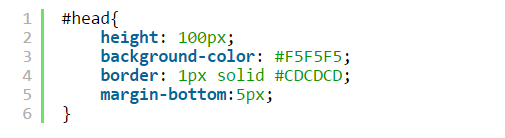 1 #head{
2     height: 100px;
3     background-color: #F5F5F5;
4     border: 1px solid #CDCDCD;
5     margin-bottom:5px;
6 }